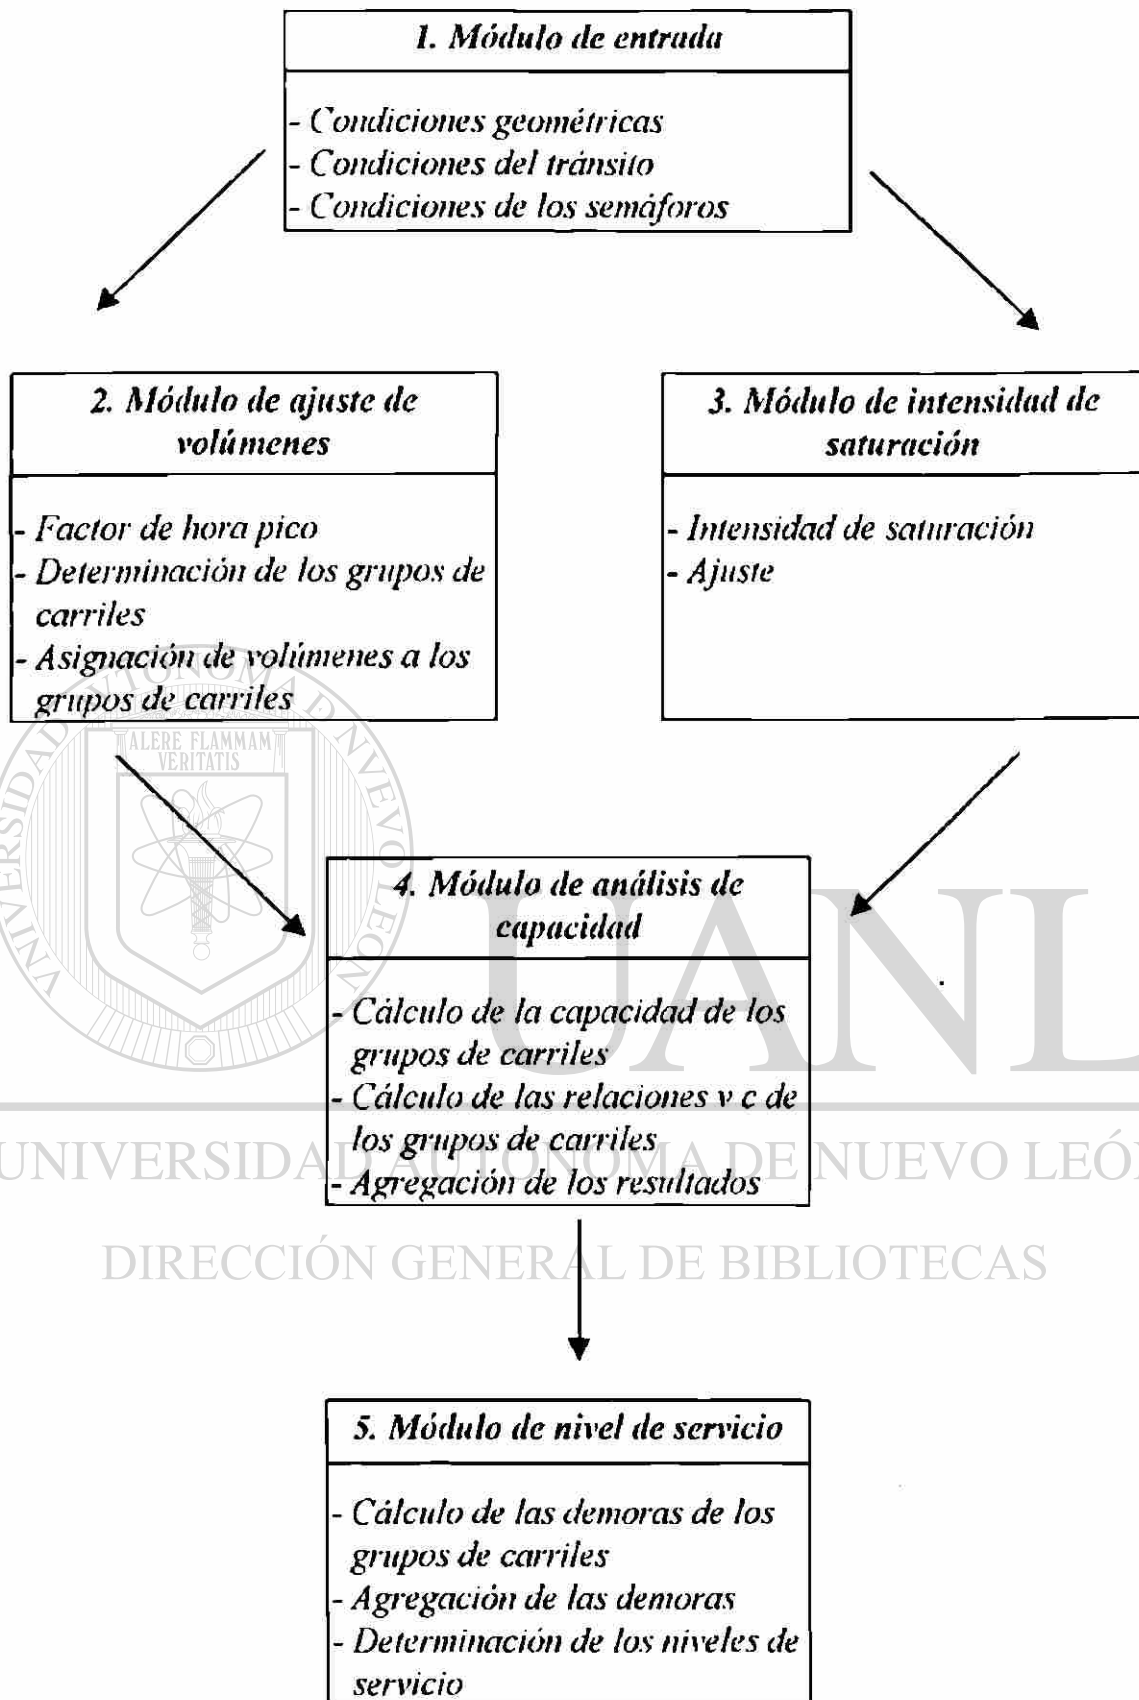 1. Módulo de entrada
- Condiciones geométricas
- Condiciones del tránsito
- Condiciones de los semáforos
2. Módulo de ajuste de
volúmenes
- Factor de hora pico
- Determinación de los grupos de
carriles
- Asignación de volúmenes a los
grupos de carriles
3. Módulo de intensidad de
saturación
- Intensidad de saturación
- Ajuste
ALERE FLAMMAM
VERITATIS
4. Módulo de análisis de
capacidad
- Cálculo de la capacidad de los
grupos de carriles
- Cálculo de las relaciones v c de
los grupos de carriles
- Agregación de los resultados
UANL
UNIVERSIDAD AUTÓNOMA DE NUEVO LEÓN
DIRECCIÓN GENERAL DE BIBLIOTECAS
5. Módulo de nivel de servicio
- Cálculo de las demoras de los
grupos de carriles
- Agregación de las demoras
- Determinación de los niveles de
servicio